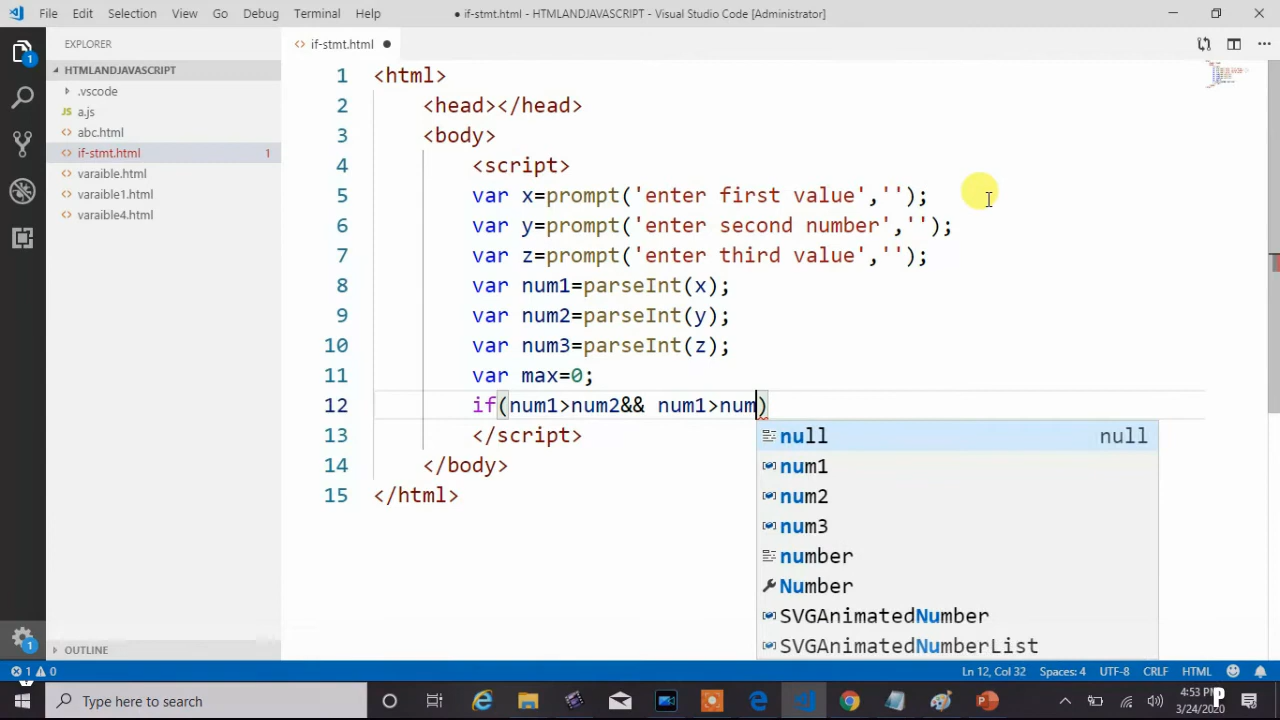 File Edit Selection View Go Debug Terminal Help
● if-stmt.html - HTMLANDJAVASCRIPT - Visual Studio Code [Administrator]
EXPLORER
if-stmt.html
HTMLANDJAVASCRIPT
.vscode
JS a.js
abc.html
if-stmt.html 1
varaible.html
varaible1.html
varaible4.html
1 <html>
2 <head></head>
3 <body>
4 <script>
5 var x=prompt('enter first value','');
6 var y=prompt('enter second number','');
7 var z=prompt('enter third value','');
8 var num1=parseInt(x);
9 var num2=parseInt(y);
10 var num3=parseInt(z);
11 var max=0;
12 if(num1>num2&& num1>num)
13 </script>
14 </body>
15 </html>
null null
num1
num2
num3
number
Number
SVGAnimatedNumber
SVGAnimatedNumberList
1
1
OUTLINE
1 0
Ln 12, Col 32 Spaces: 4 UTF-8 CRLF HTML
Type here to search
4:53 PM
3/24/2020